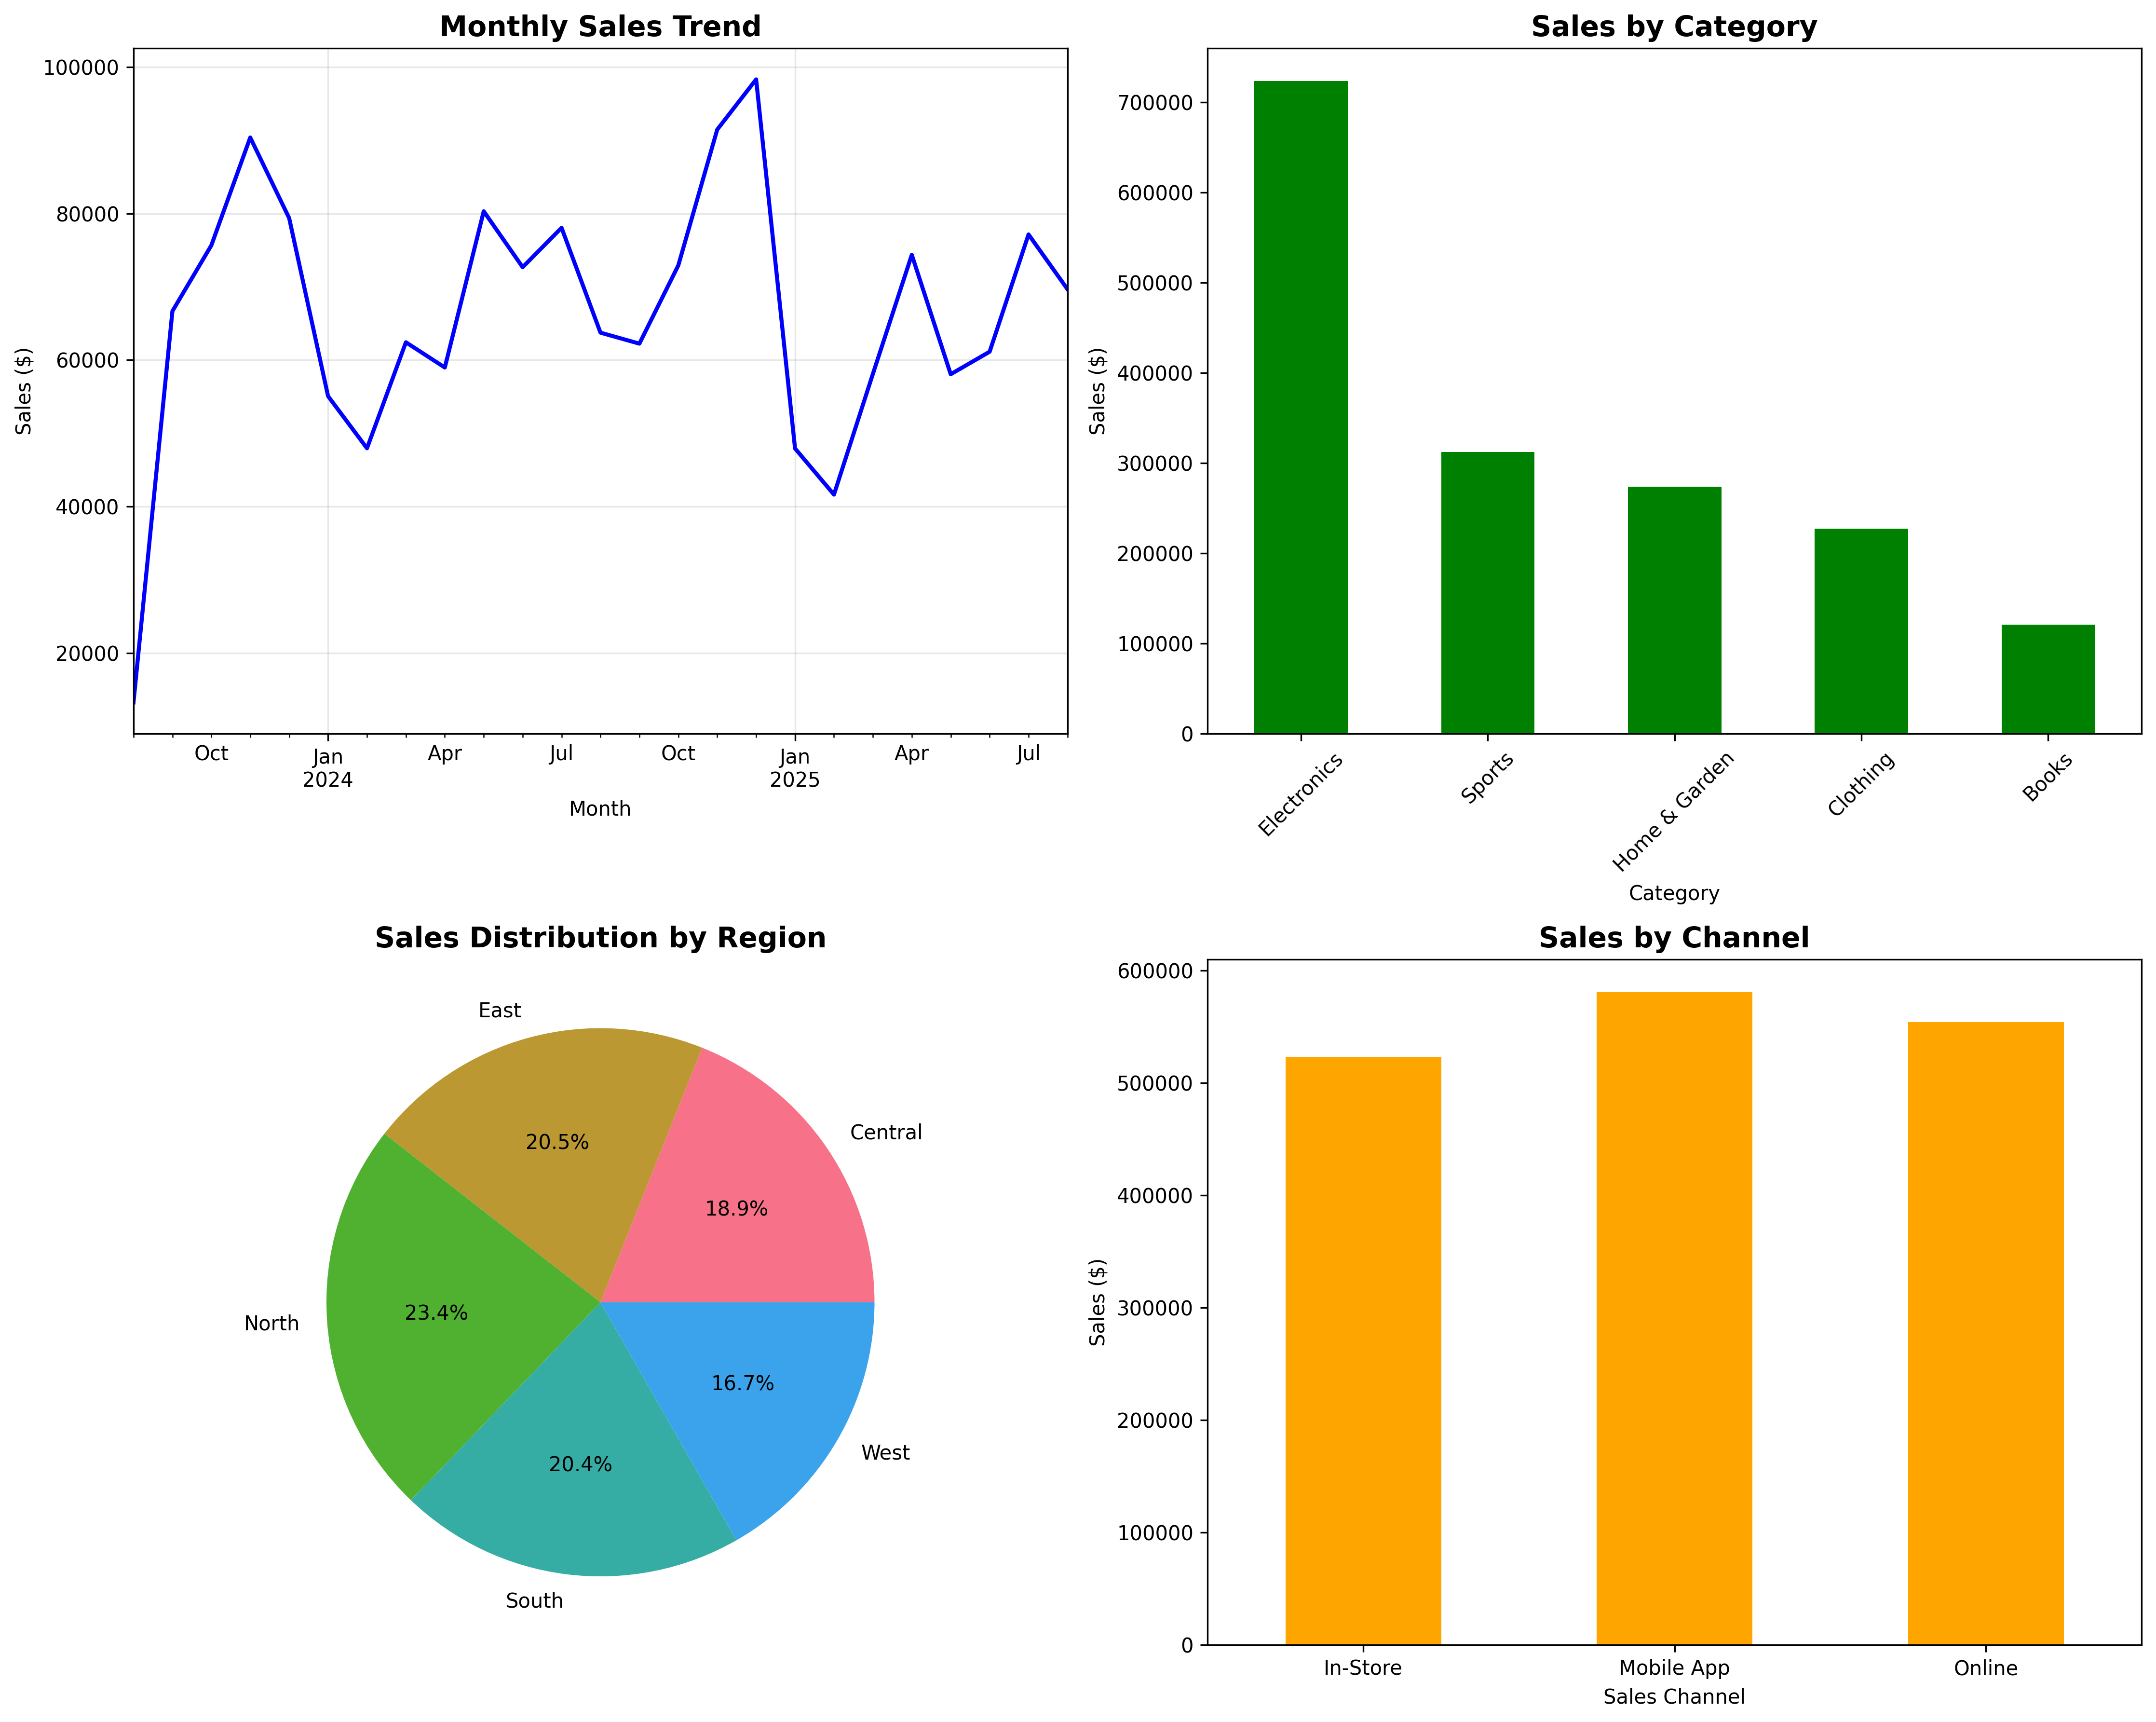 Monthly Sales Trend
100000
80000
60000
40000
20000
Sales ($)
Oct
Jan
2024
Apr
Jul
Oct
Jan
2025
Apr
Jul
Month
Sales by Category
700000
600000
500000
400000
300000
200000
100000
0
Sales ($)
Electronics
Sports
Home & Garden
Clothing
Books
Category
Sales Distribution by Region
East
Central
20.5%
18.9%
North
23.4%
16.7%
West
20.4%
South
Sales by Channel
600000
500000
400000
300000
200000
100000
0
Sales ($)
In-Store
Mobile App
Online
Sales Channel